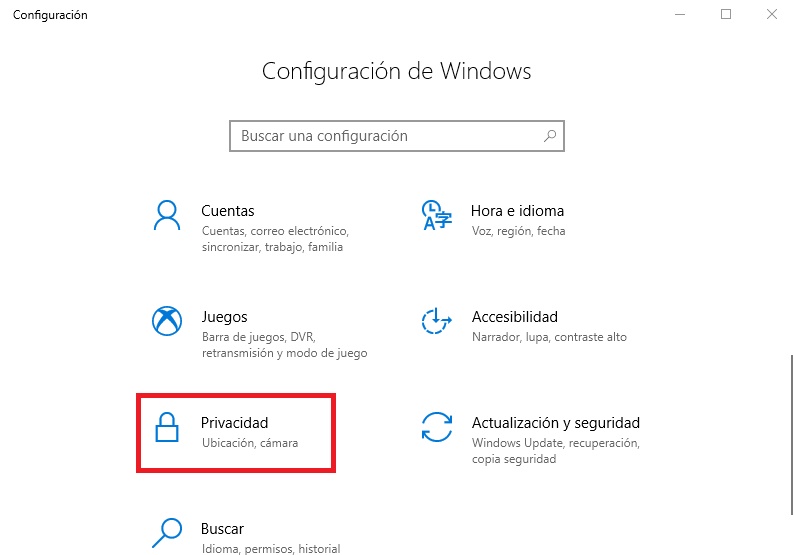 Configuración
Configuración de Windows
Buscar una configuración
Cuentas
Cuentas, correo electrónico,
sincronizar, trabajo, familia
Hora e idioma
Voz, región, fecha
Juegos
Barra de juegos, DVR,
retransmisión y modo de juego
Accesibilidad
Narrador, lupa, contraste alto
Privacidad
Ubicación, cámara
Actualización y seguridad
Windows Update, recuperación,
copia seguridad
Buscar
Idioma, permisos, historial